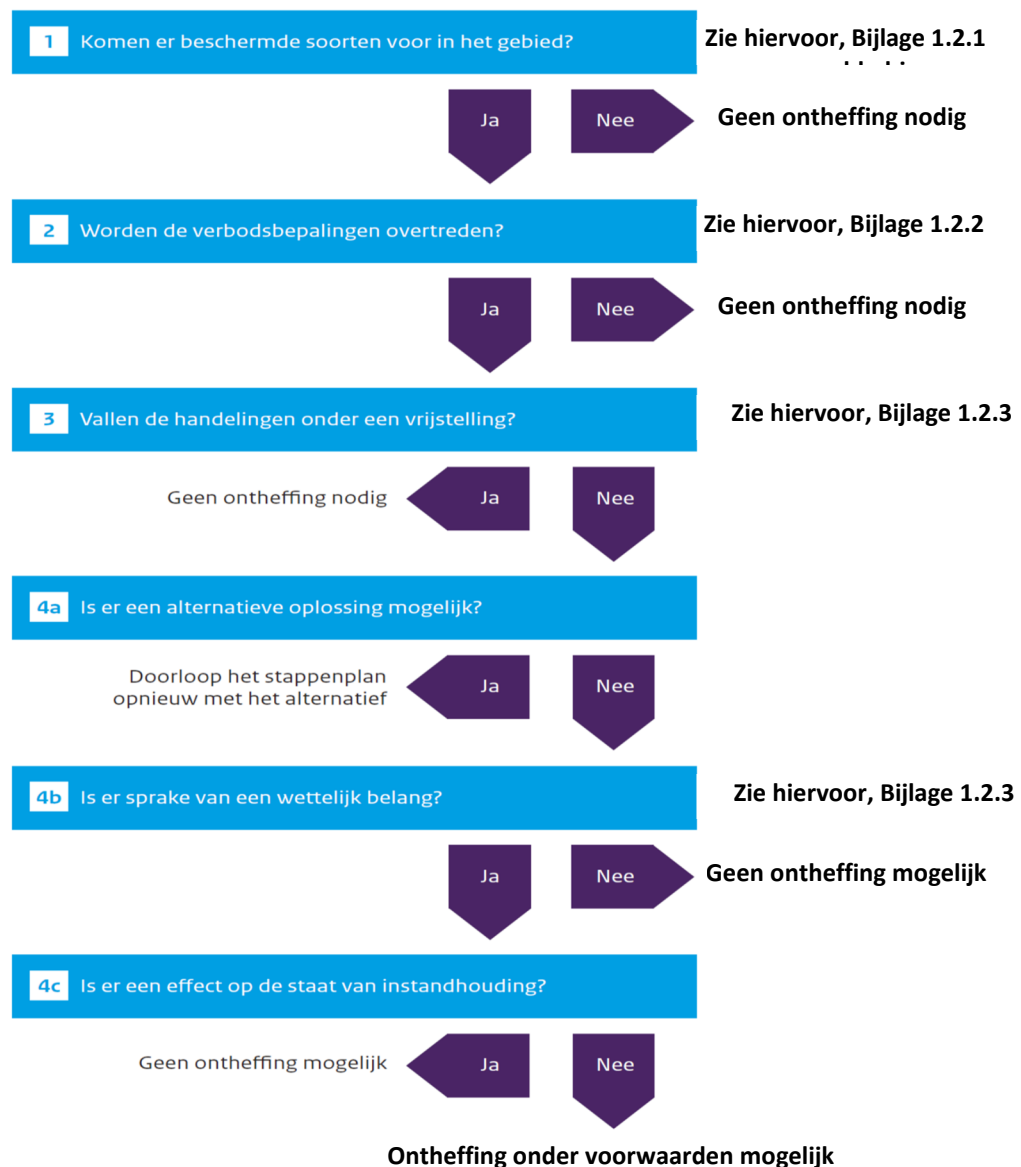 1 Komen er beschermde soorten voor in het gebied? Zie hiervoor, Bijlage 1.2.1
Ja Nee Geen ontheffing nodig
2 Worden de verbodsbepalingen overtreden? Zie hiervoor, Bijlage 1.2.2
Ja Nee Geen ontheffing nodig
3 Vallen de handelingen onder een vrijstelling? Zie hiervoor, Bijlage 1.2.3
Geen ontheffing nodig Ja Nee
4a Is er een alternatieve oplossing mogelijk?
Doorloop het stappenplan
opnieuw met het alternatief Ja Nee
4b Is er sprake van een wettelijk belang? Zie hiervoor, Bijlage 1.2.3
Ja Nee Geen ontheffing mogelijk
4c Is er een effect op de staat van instandhouding?
Geen ontheffing mogelijk Ja Nee
Ontheffing onder voorwaarden mogelijk